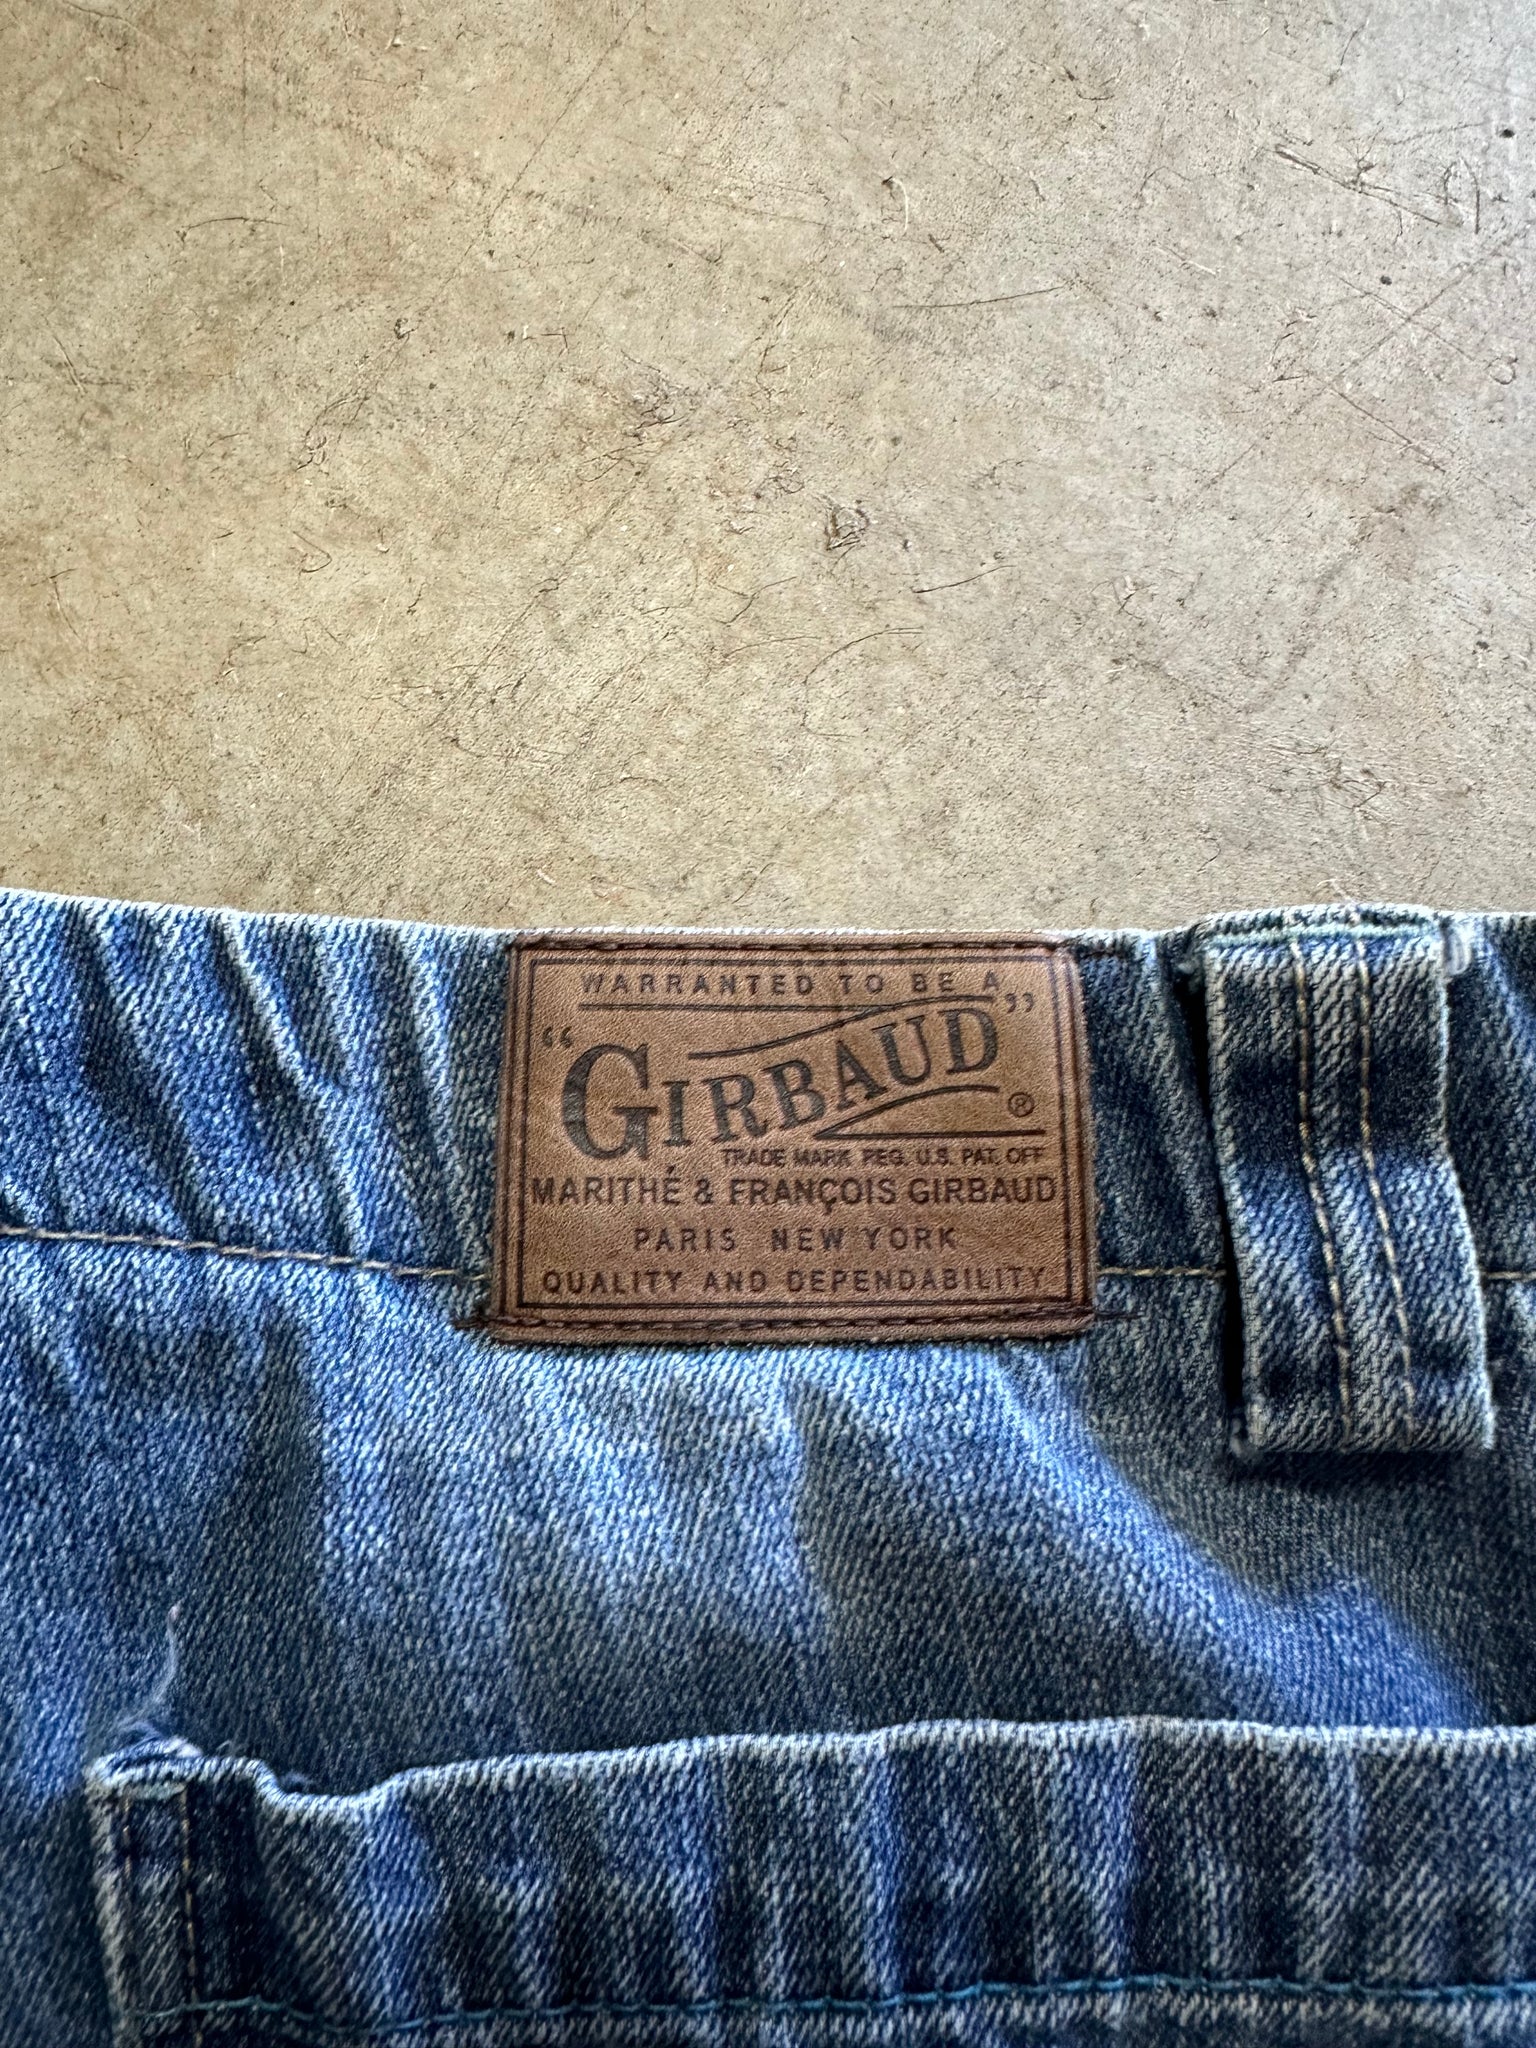 WARRANTED TO BE A
"GIRBAUD" ®
TRADE MARK REG. U.S. PAT. OFF
MARITHÉ & FRANÇOIS GIRBAUD
PARIS NEW YORK
QUALITY AND DEPENDABILITY